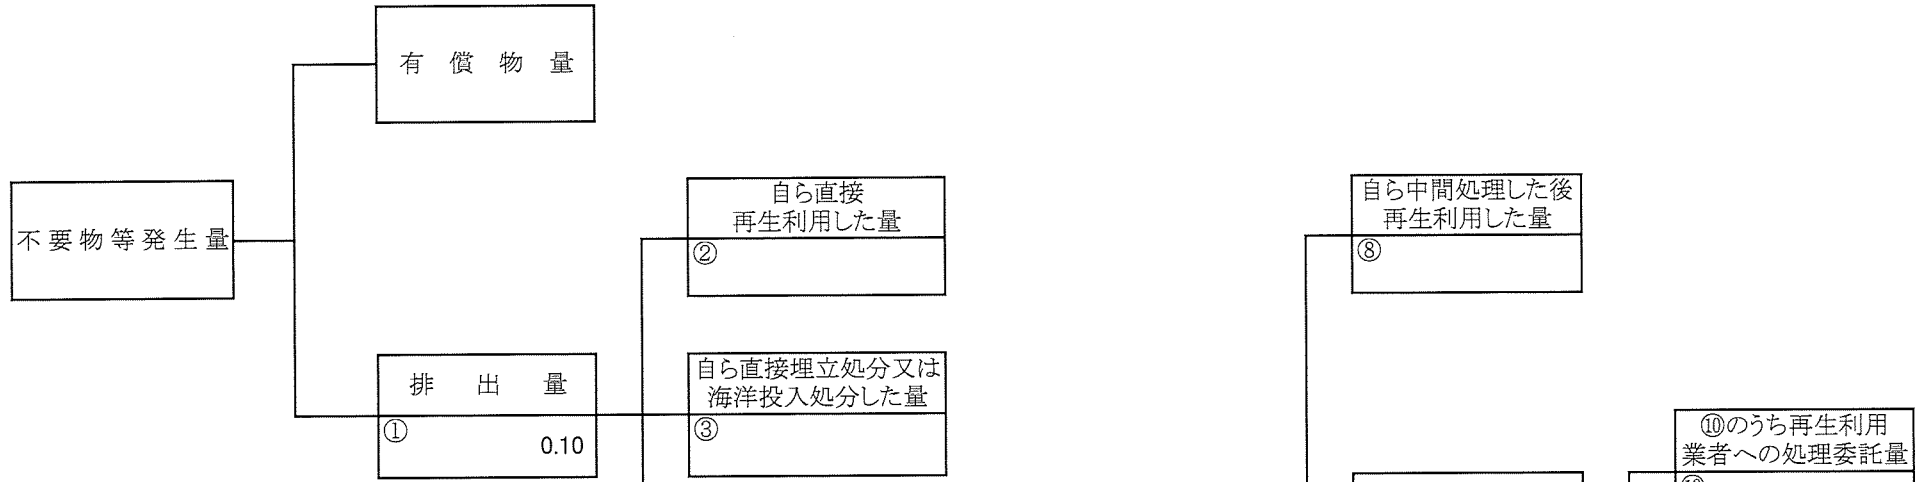 有償物量
不要物等発生量
自ら直接
再生利用した量
②
自ら中間処理した後
再生利用した量
⑧
排出量
①
0.10
自ら直接埋立処分又は
海洋投入処分した量
③
⑩のうち再生利用
業者への処理委託量